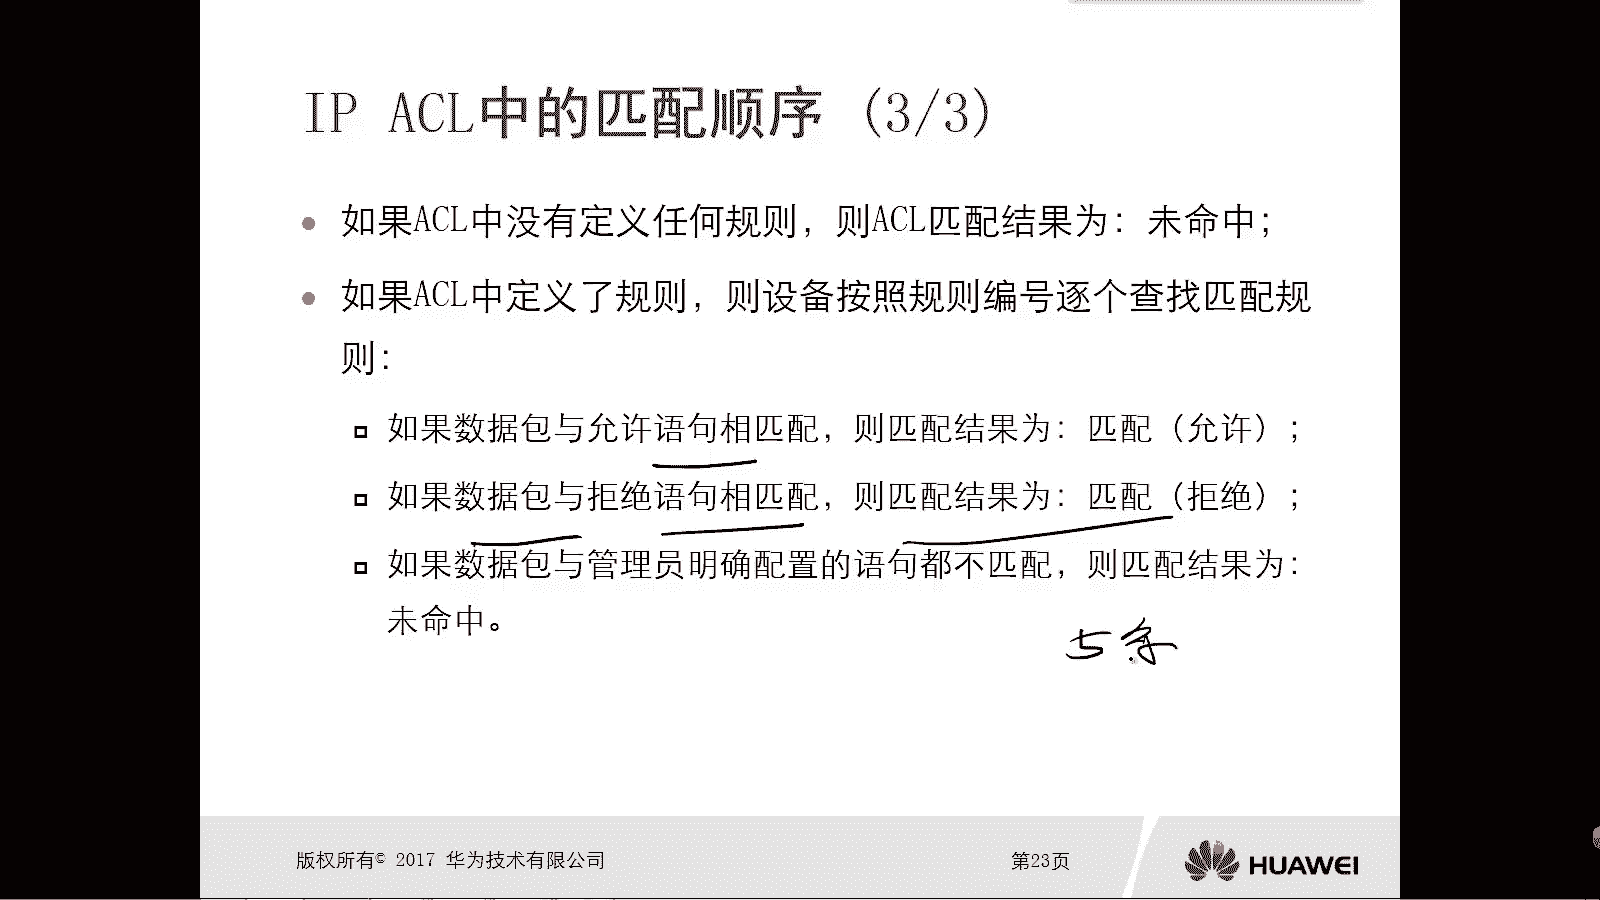 IP ACL中的匹配顺序 (3/3)
如果ACL中没有定义任何规则，则ACL匹配结果为：未命中；
如果ACL中定义了规则，则设备按照规则编号逐个查找匹配规
则：
如果数据包与允许语句相匹配，则匹配结果为：匹配（允许）；
如果数据包与拒绝语句相匹配，则匹配结果为：匹配（拒绝）；
如果数据包与管理员明确配置的语句都不匹配，则匹配结果为：
未命中。
5条
版权所有© 2017 华为技术有限公司
第23页
HUAWEI